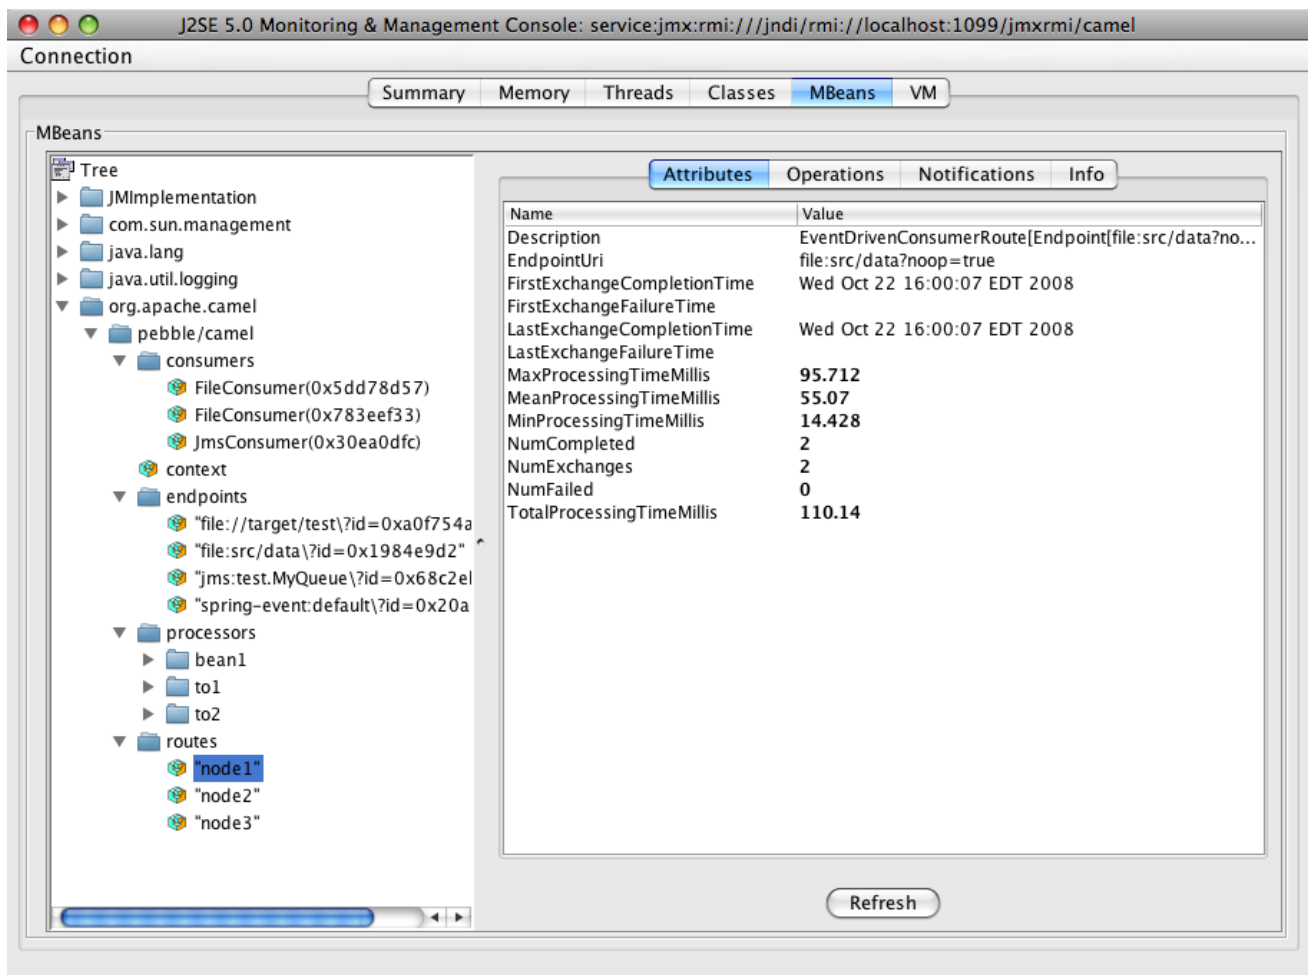 J2SE 5.0 Monitoring & Management Console: service:jmx:rmi:///jndi/rmi://localhost:1099/jmxrmi/camel
Connection
Summary Memory Threads Classes MBeans VM
MBeans
Tree
JMImplementation
com.sun.management
java.lang
java.util.logging
org.apache.camel
pebble/camel
consumers
FileConsumer(0x5dd78d57)
FileConsumer(0x783eef33)
JmsConsumer(0x30ea0dfc)
context
endpoints
"file://target/test\?id=0xa0f754a
"file:src/data\?id=0x1984e9d2"
"jms:test.MyQueue\?id=0x68c2el
"spring-event:default\?id=0x20a
processors
bean1
to1
to2
routes
"node1"
"node2"
"node3"
Attributes Operations Notifications Info
Name Value
Description EventDrivenConsumerRoute[Endpoint[file:src/data?no...
EndpointUri file:src/data?noop=true
FirstExchangeCompletionTime Wed Oct 22 16:00:07 EDT 2008
FirstExchangeFailureTime
LastExchangeCompletionTime Wed Oct 22 16:00:07 EDT 2008
LastExchangeFailureTime
MaxProcessingTimeMillis 95.712
MeanProcessingTimeMillis 55.07
MinProcessingTimeMillis 14.428
NumCompleted 2
NumExchanges 2
NumFailed 0
TotalProcessingTimeMillis 110.14
Refresh